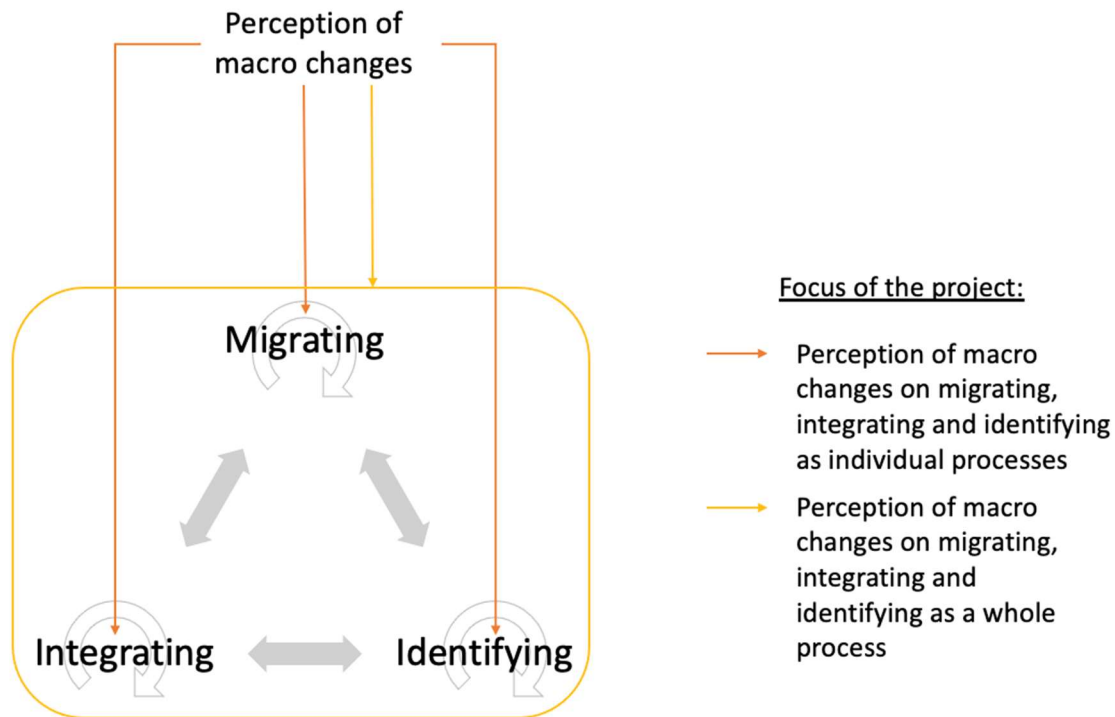 Perception of
macro changes
Migrating
Integrating
Identifying
Focus of the project:
Perception of macro
changes on migrating,
integrating and identifying
as individual processes
Perception of macro
changes on migrating,
integrating and
identifying as a whole
process